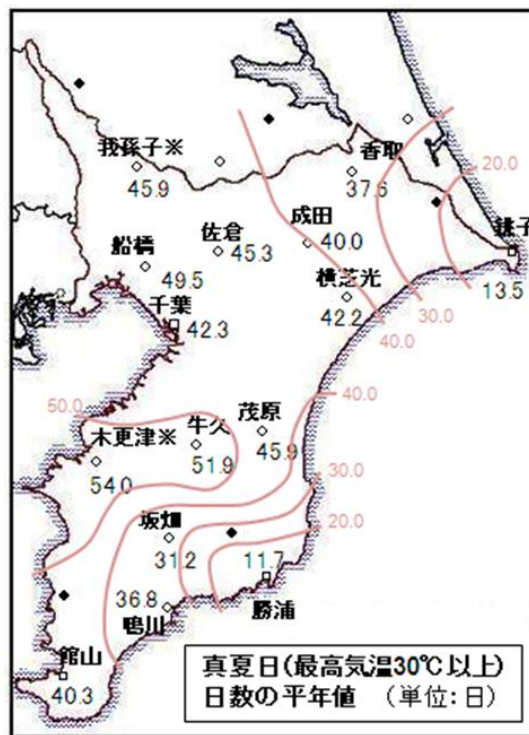 香取
我孫子※
37.6
20.0
45.9
成田
銚子
佐倉
40.0
船橋
45.3
横芝光
49.5
13.5
千葉
42.2
30.0
42.3
40.0
40.0
50.0
茂原
牛久
木更津※
45.9
51.9
30.0
54.0
坂畑
20.0
31.2
11.7
36.8
勝浦
鴨川
館山
40.3
真夏日(最高気温30℃以上)
日数の平年値 (単位:日)